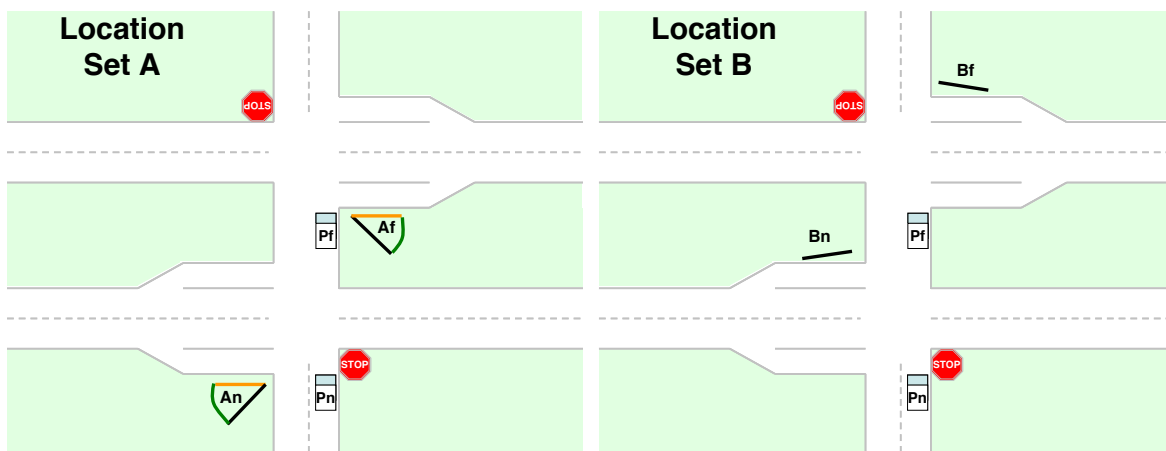 Location
Set A
STOP
Pf
Af
An
Pn
STOP
Location
Set B
STOP
Bf
Pf
Bn
Pn
STOP